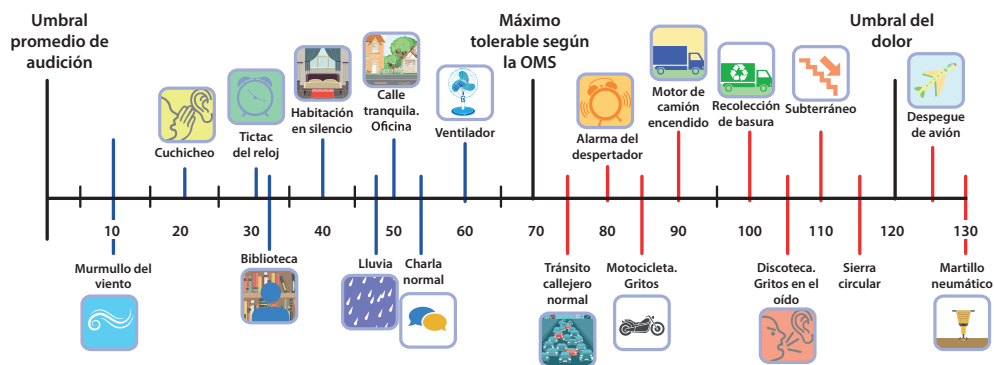 Umbral
promedio de
audición
Máximo
tolerable según
la OMS
Umbral del
dolor
Cuchicheo
Tictac
del reloj
Habitación
en silencio
Calle
tranquila.
Oficina
Ventilador
Alarma del
despertador
Motor de
camión
encendido
Recolección
de basura
Subterráneo
Despegue
de avión
10 20 30 40 50 60 70 80 90 100 110 120 130
Murmullo del
viento
Biblioteca
Lluvia
Charla
normal
Tránsito
callejero
normal
Motocicleta.
Gritos
Discoteca.
Gritos en el
oído
Sierra
circular
Martillo
neumático